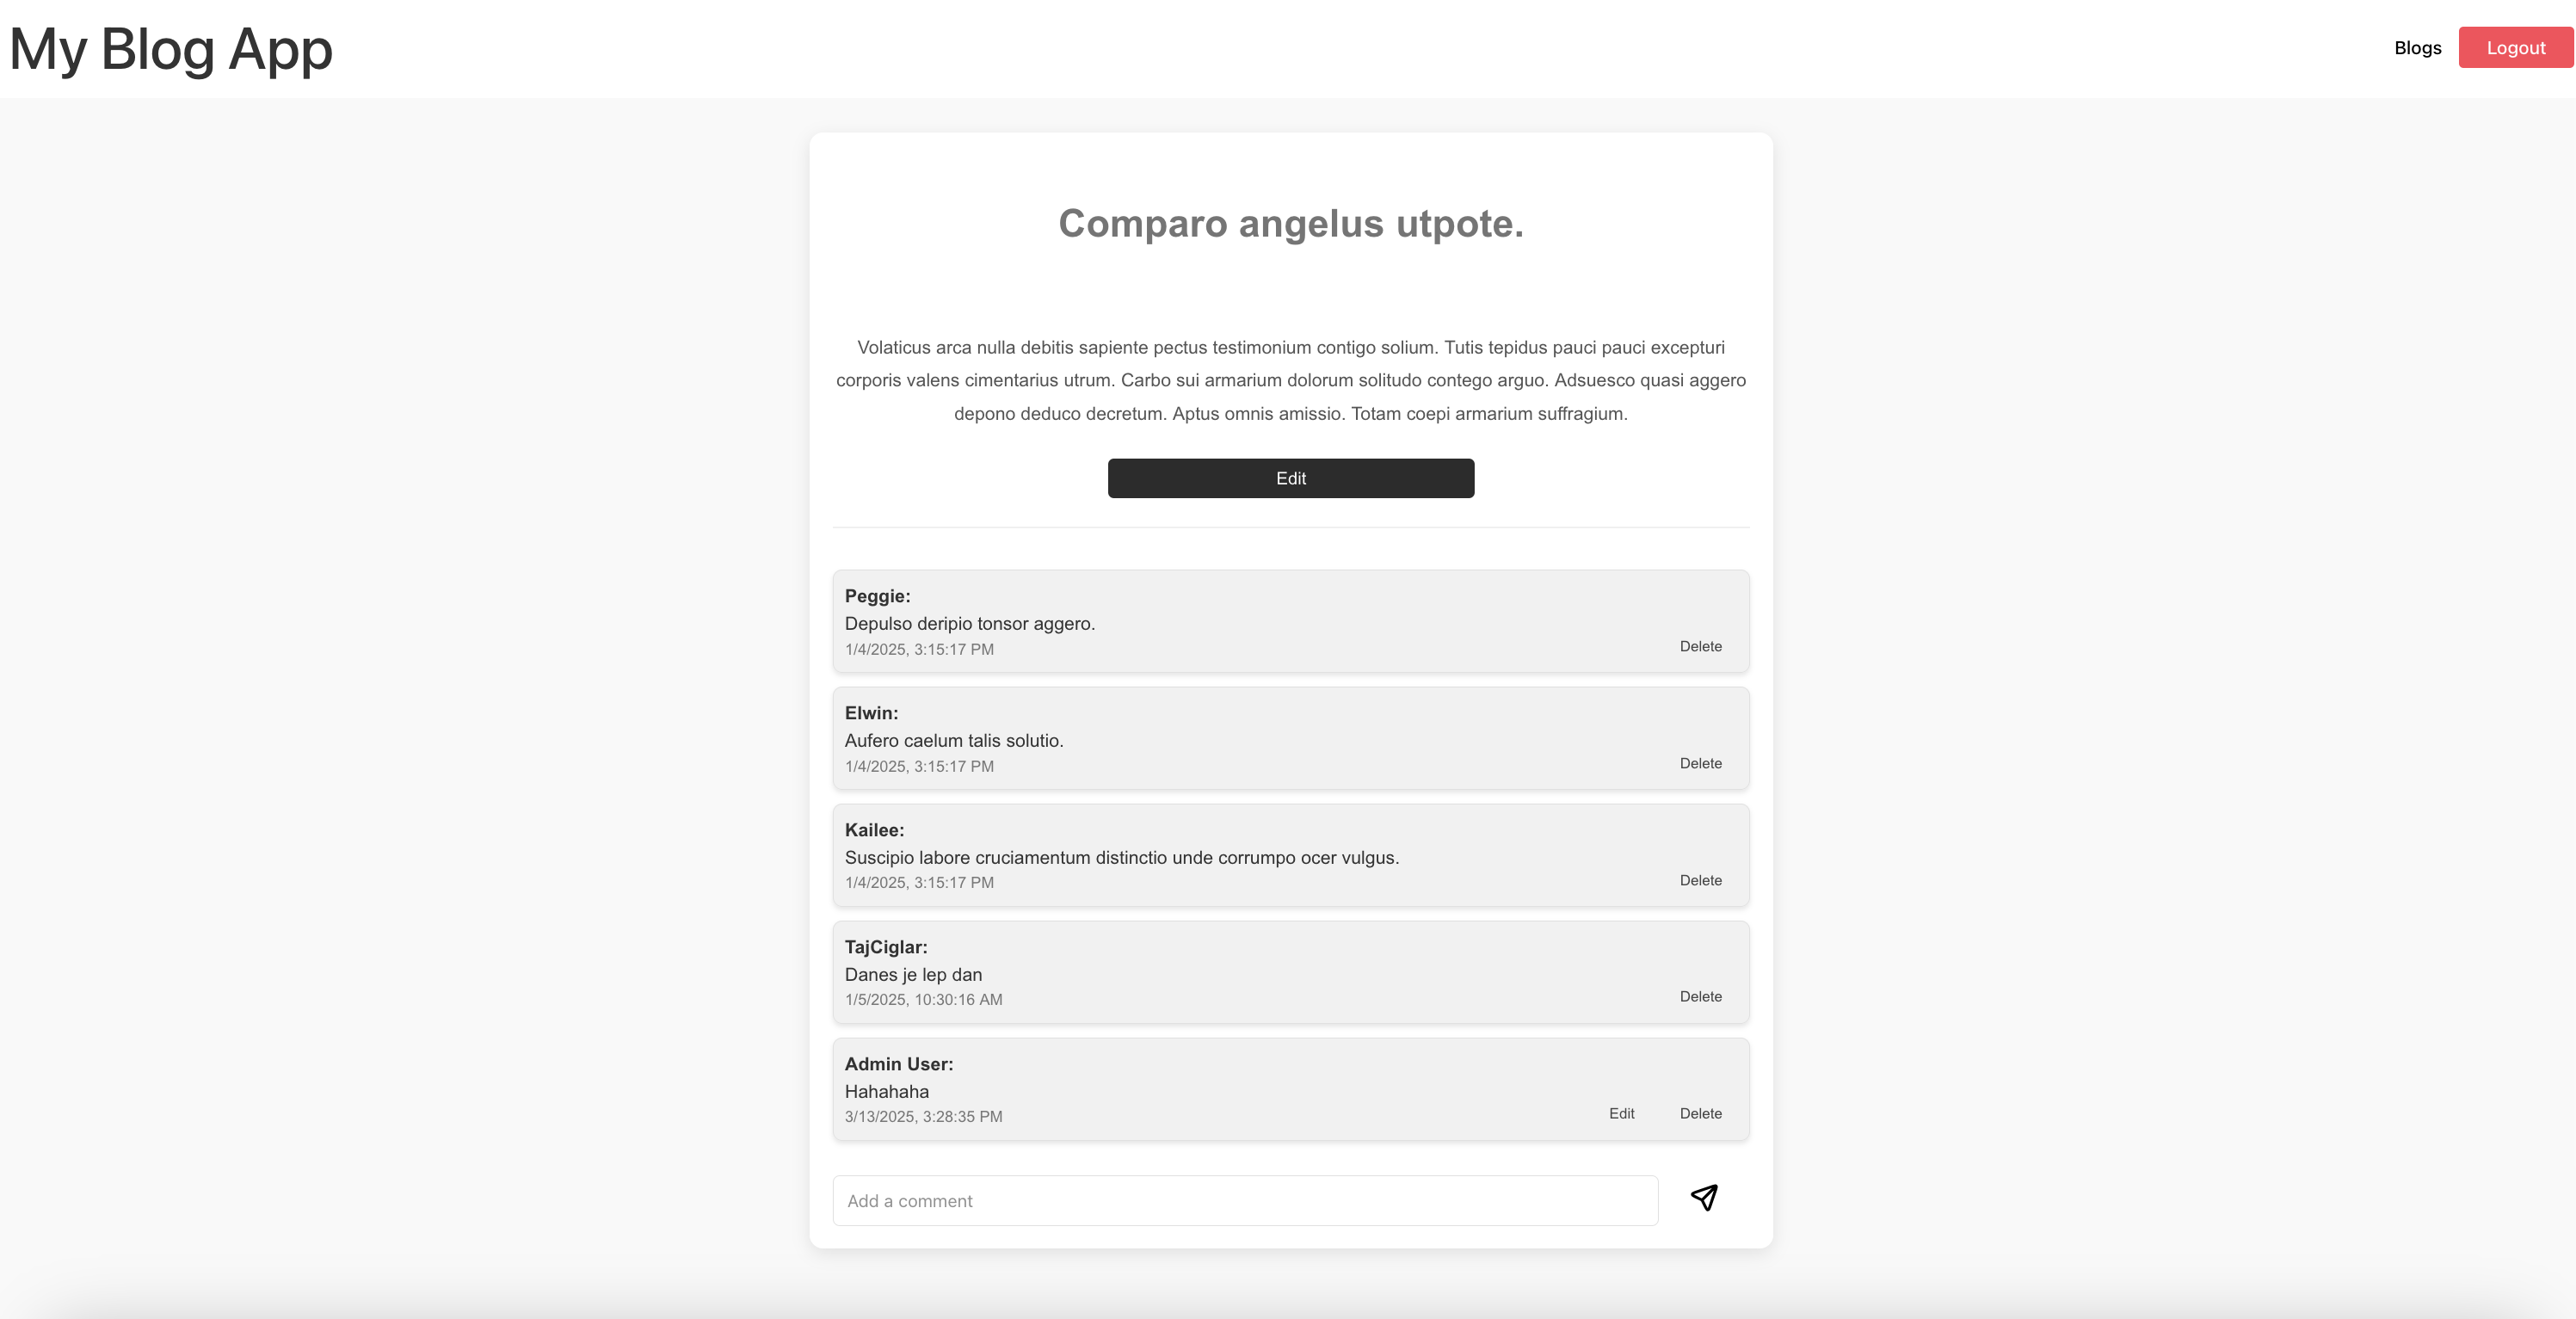 My Blog App
Blogs
Logout
Comparo angelus utpote.
Volaticus arca nulla debitis sapiente pectus testimonium contigo solium. Tutis tepidus pauci pauci excepturi
corporis valens cimentarius utrum. Carbo sui armarium dolorum solitudo contego arguo. Adsuesco quasi aggero
depono deduco decretum. Aptus omnis amissio. Totam coepi armarium suffragium.
Edit
Peggie:
Depulso deripio tonsor aggero.
1/4/2025, 3:15:17 PM
Delete
Elwin:
Aufero caelum talis solutio.
1/4/2025, 3:15:17 PM
Delete
Kailee:
Suscipio labore cruciamentum distinctio unde corrumpo ocer vulgus.
1/4/2025, 3:15:17 PM
Delete
TajCiglar:
Danes je lep dan
1/5/2025, 10:30:16 AM
Delete
Admin User:
Hahahaha
3/13/2025, 3:28:35 PM
Edit
Delete
Add a comment